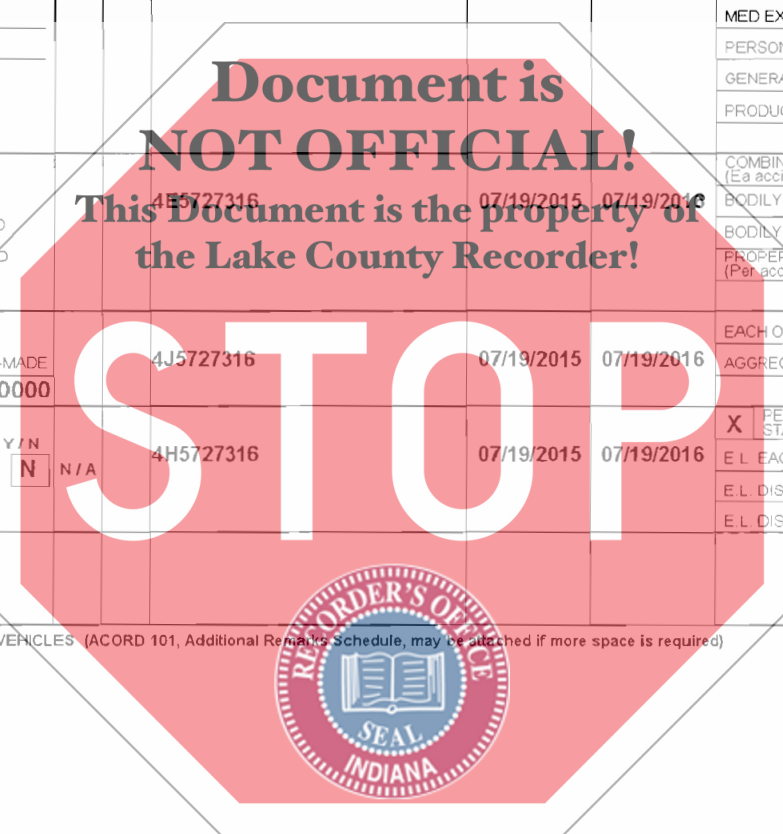 MED EX
PERSON
GENERA
PRODUC
Document is
NOT OFFICIAL!
This Document is the property of
the Lake County Recorder!
COMBIN
(Ea acci
4E5727316 07/19/2015 07/19/2016 BODILY
BODILY
PROPER
(Per acc
STOP
EACH O
-MADE 4J5727316 07/19/2015 07/19/2016 AGGREG
0000
X PE
STA
Y/N
N N/A 4H5727316 07/19/2015 07/19/2016 E.L. EAC
E.L. DIS
E.L. DIS
VEHICLES (ACORD 101, Additional Remarks Schedule, may be attached if more space is required)
RECORDER'S OFFICE
SEAL
INDIANA